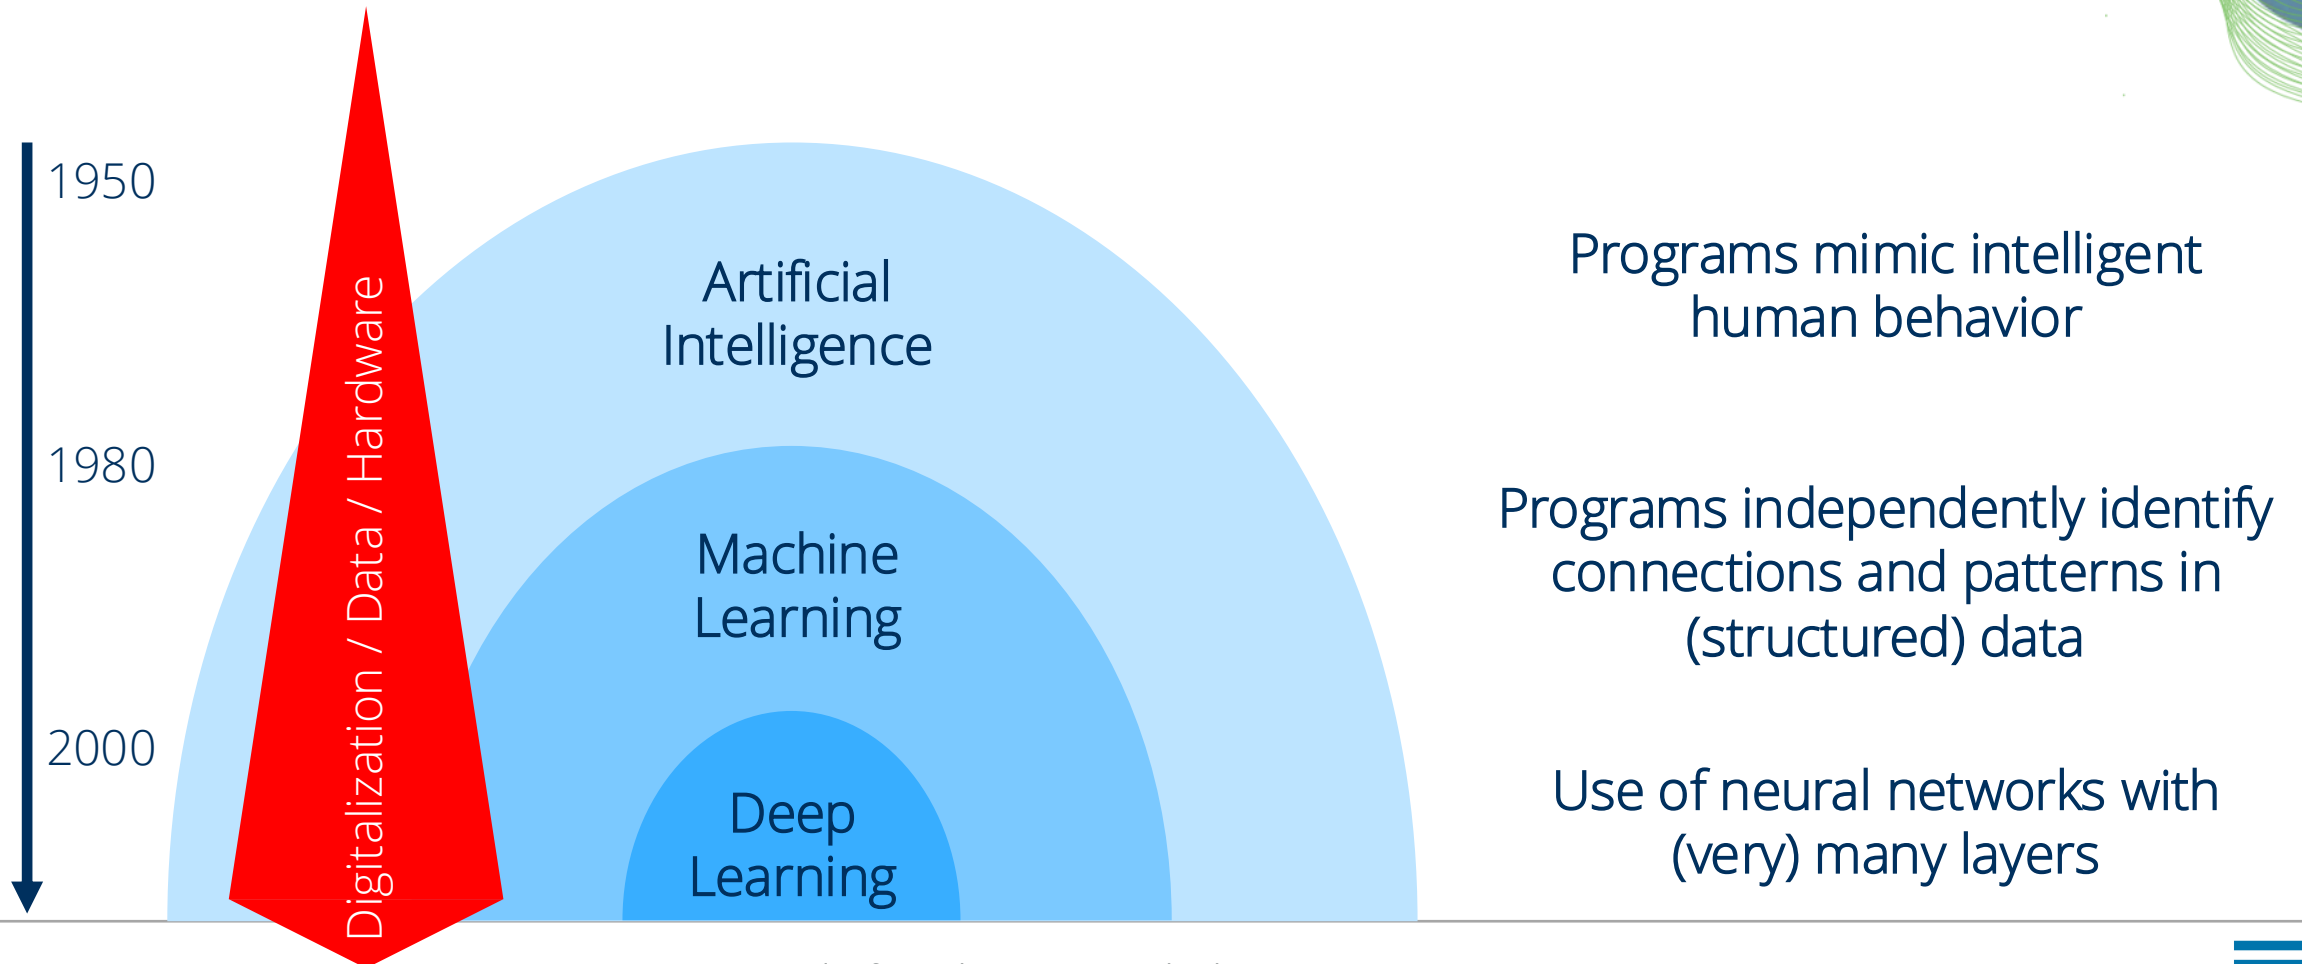 1950
1980
2000
Digitalization / Data / Hardware
Artificial
Intelligence
Machine
Learning
Deep
Learning
Programs mimic intelligent
human behavior
Programs independently identify
connections and patterns in
(structured) data
Use of neural networks with
(very) many layers